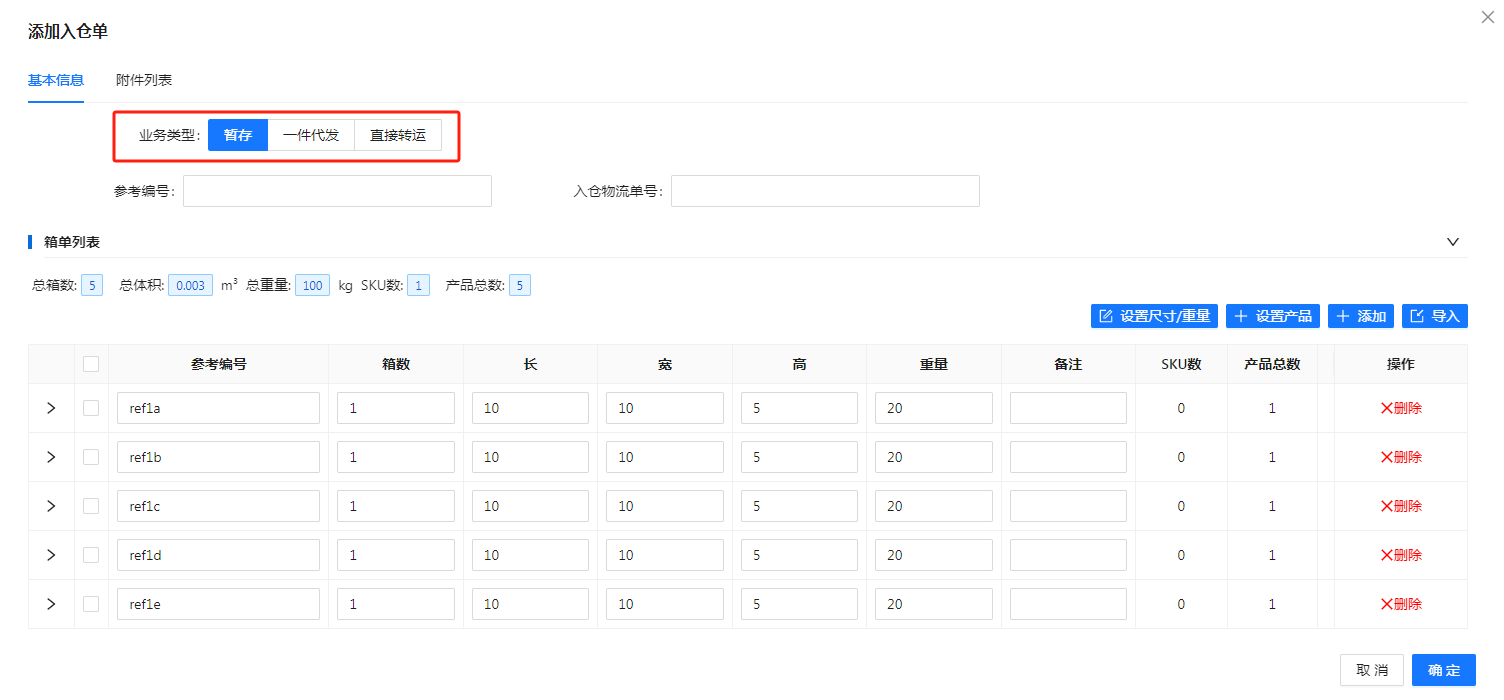 添加入仓单
基本信息 附件列表
业务类型: 暂存 一件代发 直接转运
参考编号: 入仓物流单号:
箱单列表
总箱数: 5 总体积: 0.003 m³ 总重量: 100 kg SKU数: 1 产品总数: 5
设置尺寸/重量 设置产品 添加 导入
参考编号 箱数 长 宽 高 重量 备注 SKU数 产品总数 操作
ref1a 1 10 10 5 20 0 1 删除
ref1b 1 10 10 5 20 0 1 删除
ref1c 1 10 10 5 20 0 1 删除
ref1d 1 10 10 5 20 0 1 删除
ref1e 1 10 10 5 20 0 1 删除
取 消 确 定